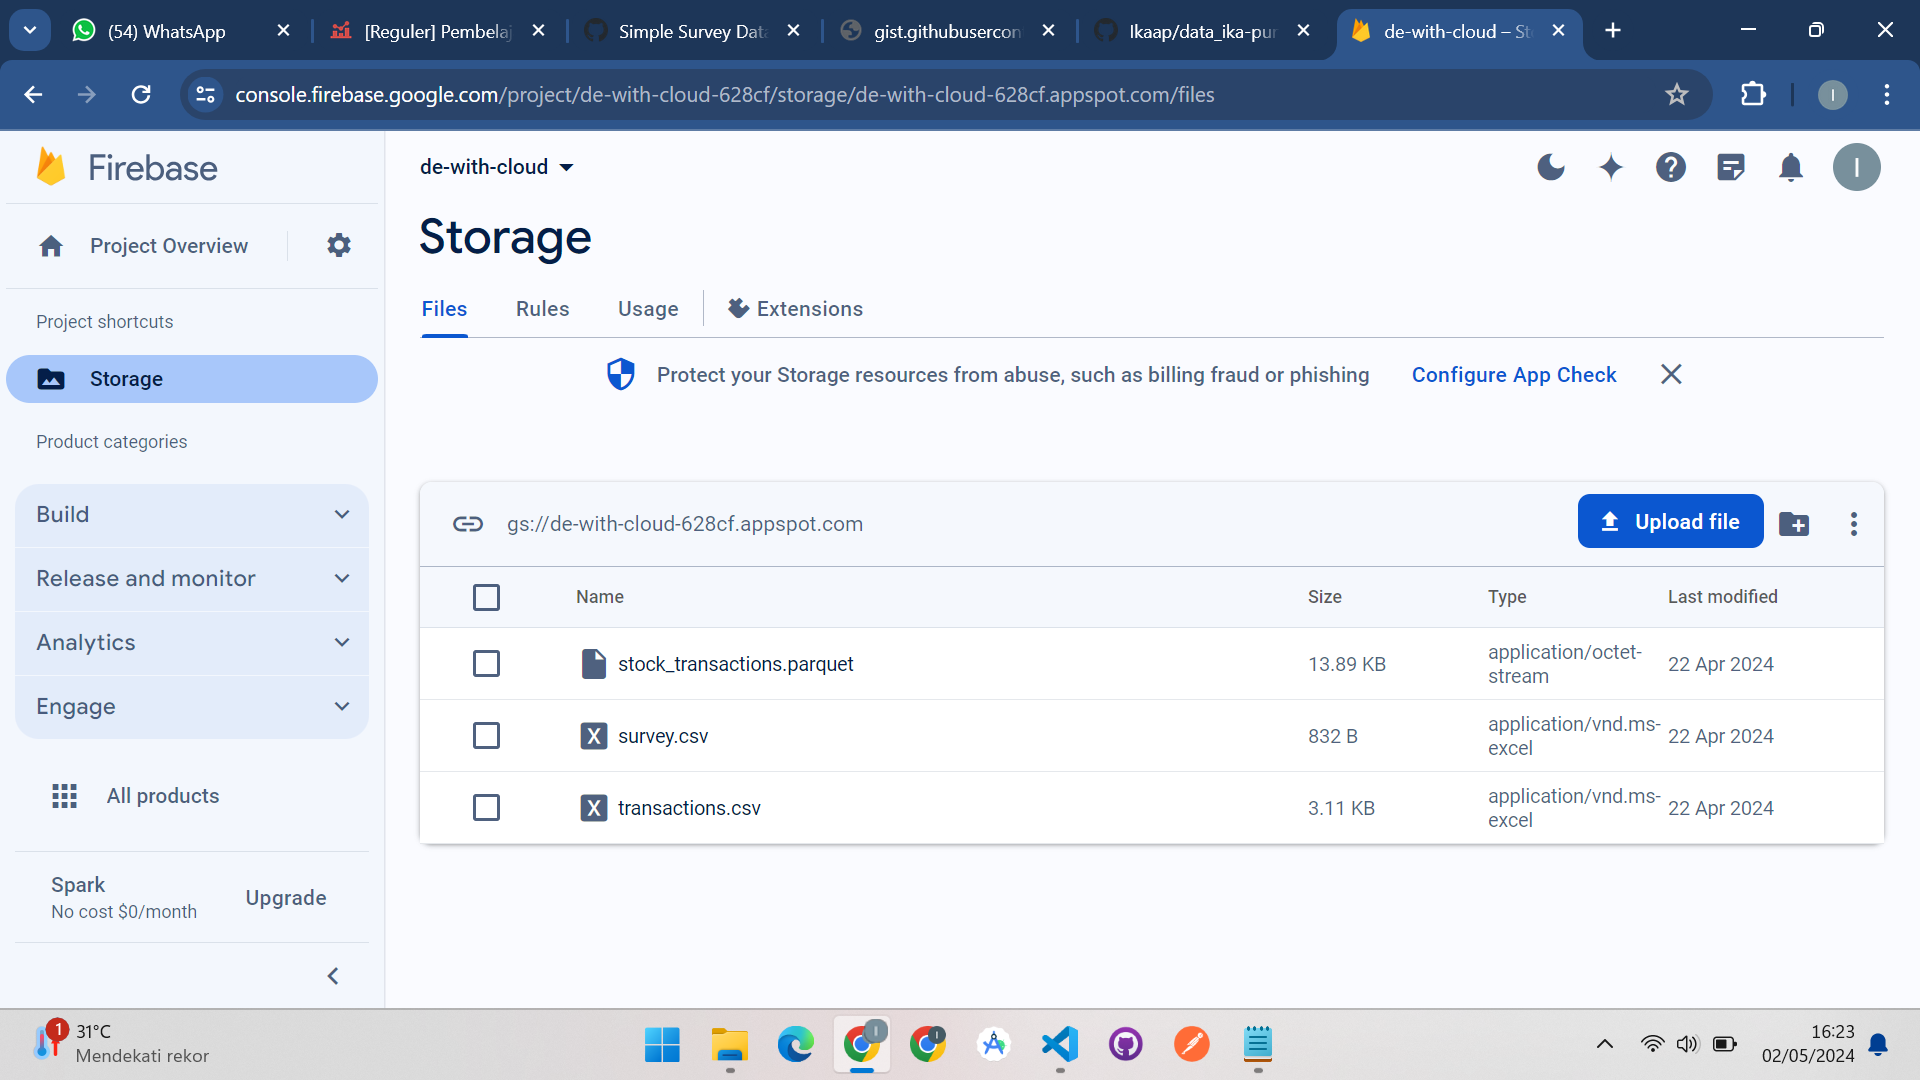 (54) WhatsApp
[Reguler] Pembelaj
Simple Survey Dat
gist.githubusercon
Ikaap/data_ika-pur
de-with-cloud – St
console.firebase.google.com/project/de-with-cloud-628cf/storage/de-with-cloud-628cf.appspot.com/files
I
Firebase
de-with-cloud
I
Project Overview
Storage
Files
Rules
Usage
Extensions
Project shortcuts
Storage
Protect your Storage resources from abuse, such as billing fraud or phishing
Configure App Check
Product categories
Build
Release and monitor
Analytics
Engage
All products
Spark
No cost $0/month
Upgrade
gs://de-with-cloud-628cf.appspot.com
Upload file
Name
Size
Type
Last modified
stock_transactions.parquet
13.89 KB
application/octet-
stream
22 Apr 2024
X
survey.csv
832 B
application/vnd.ms-
excel
22 Apr 2024
X
transactions.csv
3.11 KB
application/vnd.ms-
excel
22 Apr 2024
1
31°C
Mendekati rekor
I
I
16:23
02/05/2024